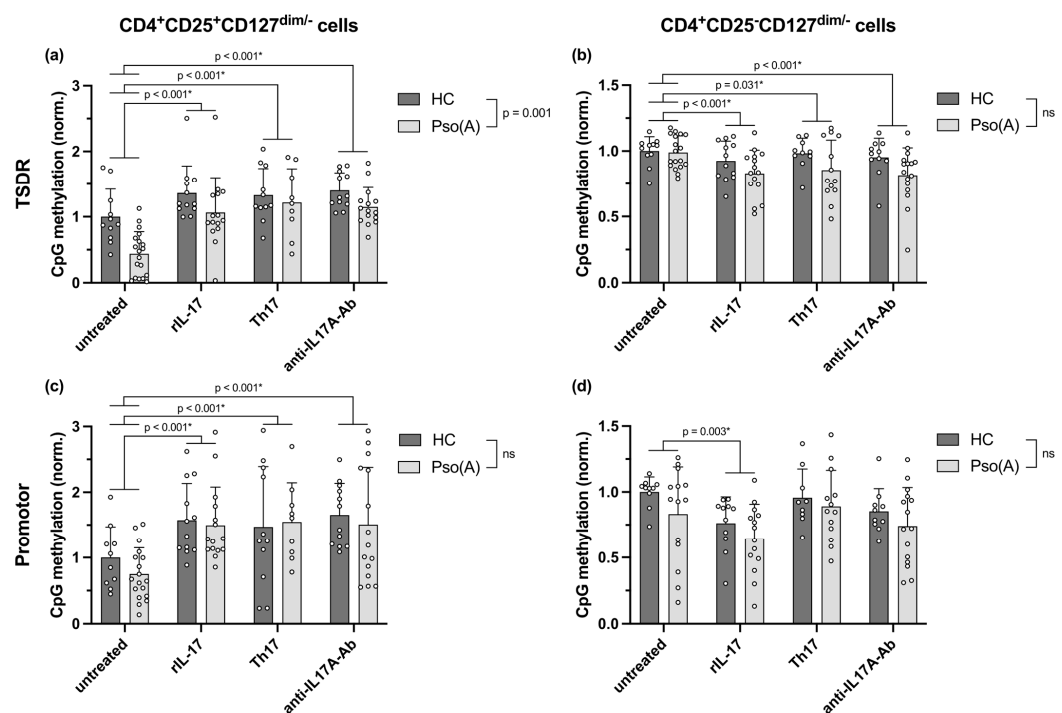 CD4+CD25+CD127dim/- cells
CD4+CD25-CD127dim/- cells
TSDR
Promotor
(a)
p < 0.001*
p < 0.001*
p < 0.001*
CpG methylation (norm.)
3
2
1
0
untreated
rIL-17
Th17
anti-IL17A-Ab
HC
Pso(A)
p = 0.001
(b)
p < 0.001*
p = 0.031*
p < 0.001*
CpG methylation (norm.)
1.5
1.0
0.5
0
untreated
rIL-17
Th17
anti-IL17A-Ab
HC
Pso(A)
ns
(c)
p < 0.001*
p < 0.001*
p < 0.001*
CpG methylation (norm.)
3
2
1
0
untreated
rIL-17
Th17
anti-IL17A-Ab
HC
Pso(A)
ns
(d)
p = 0.003*
CpG methylation (norm.)
1.5
1.0
0.5
0
untreated
rIL-17
Th17
anti-IL17A-Ab
HC
Pso(A)
ns